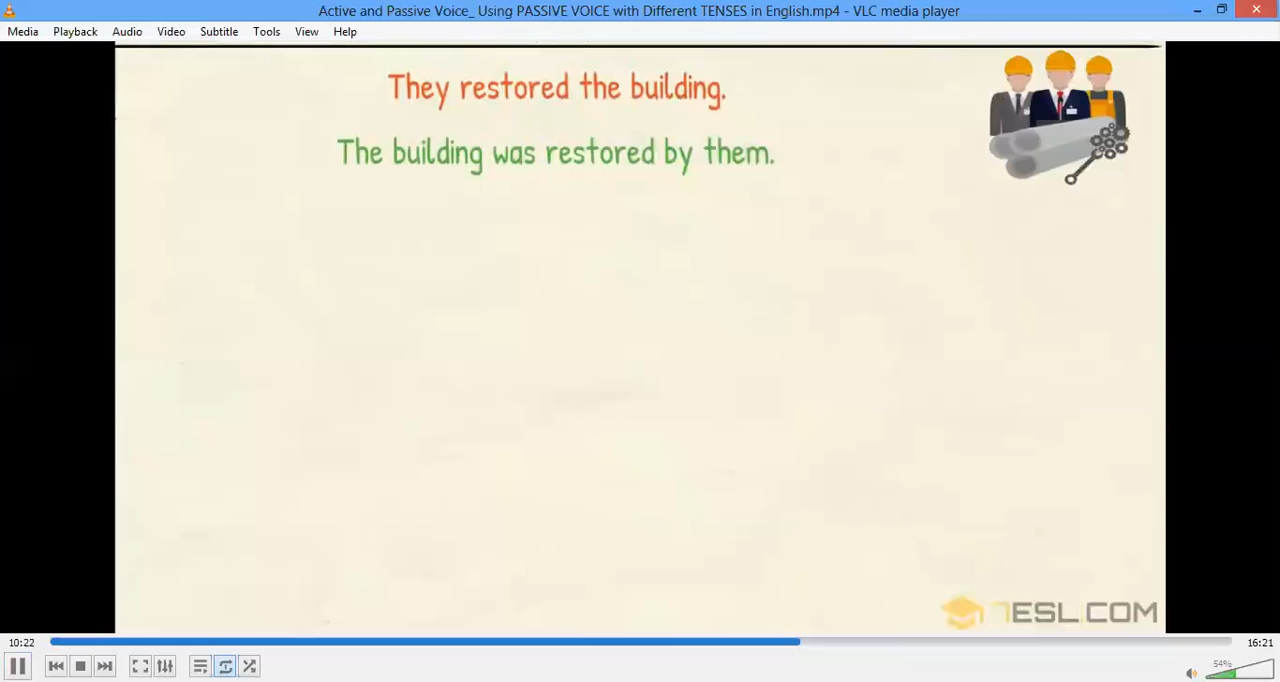 Active and Passive Voice_ Using PASSIVE VOICE with Different TENSES in English.mp4 - VLC media player
Media Playback Audio Video Subtitle Tools View Help
They restored the building.
The building was restored by them.
7ESL.COM
10:22 16:21
54%